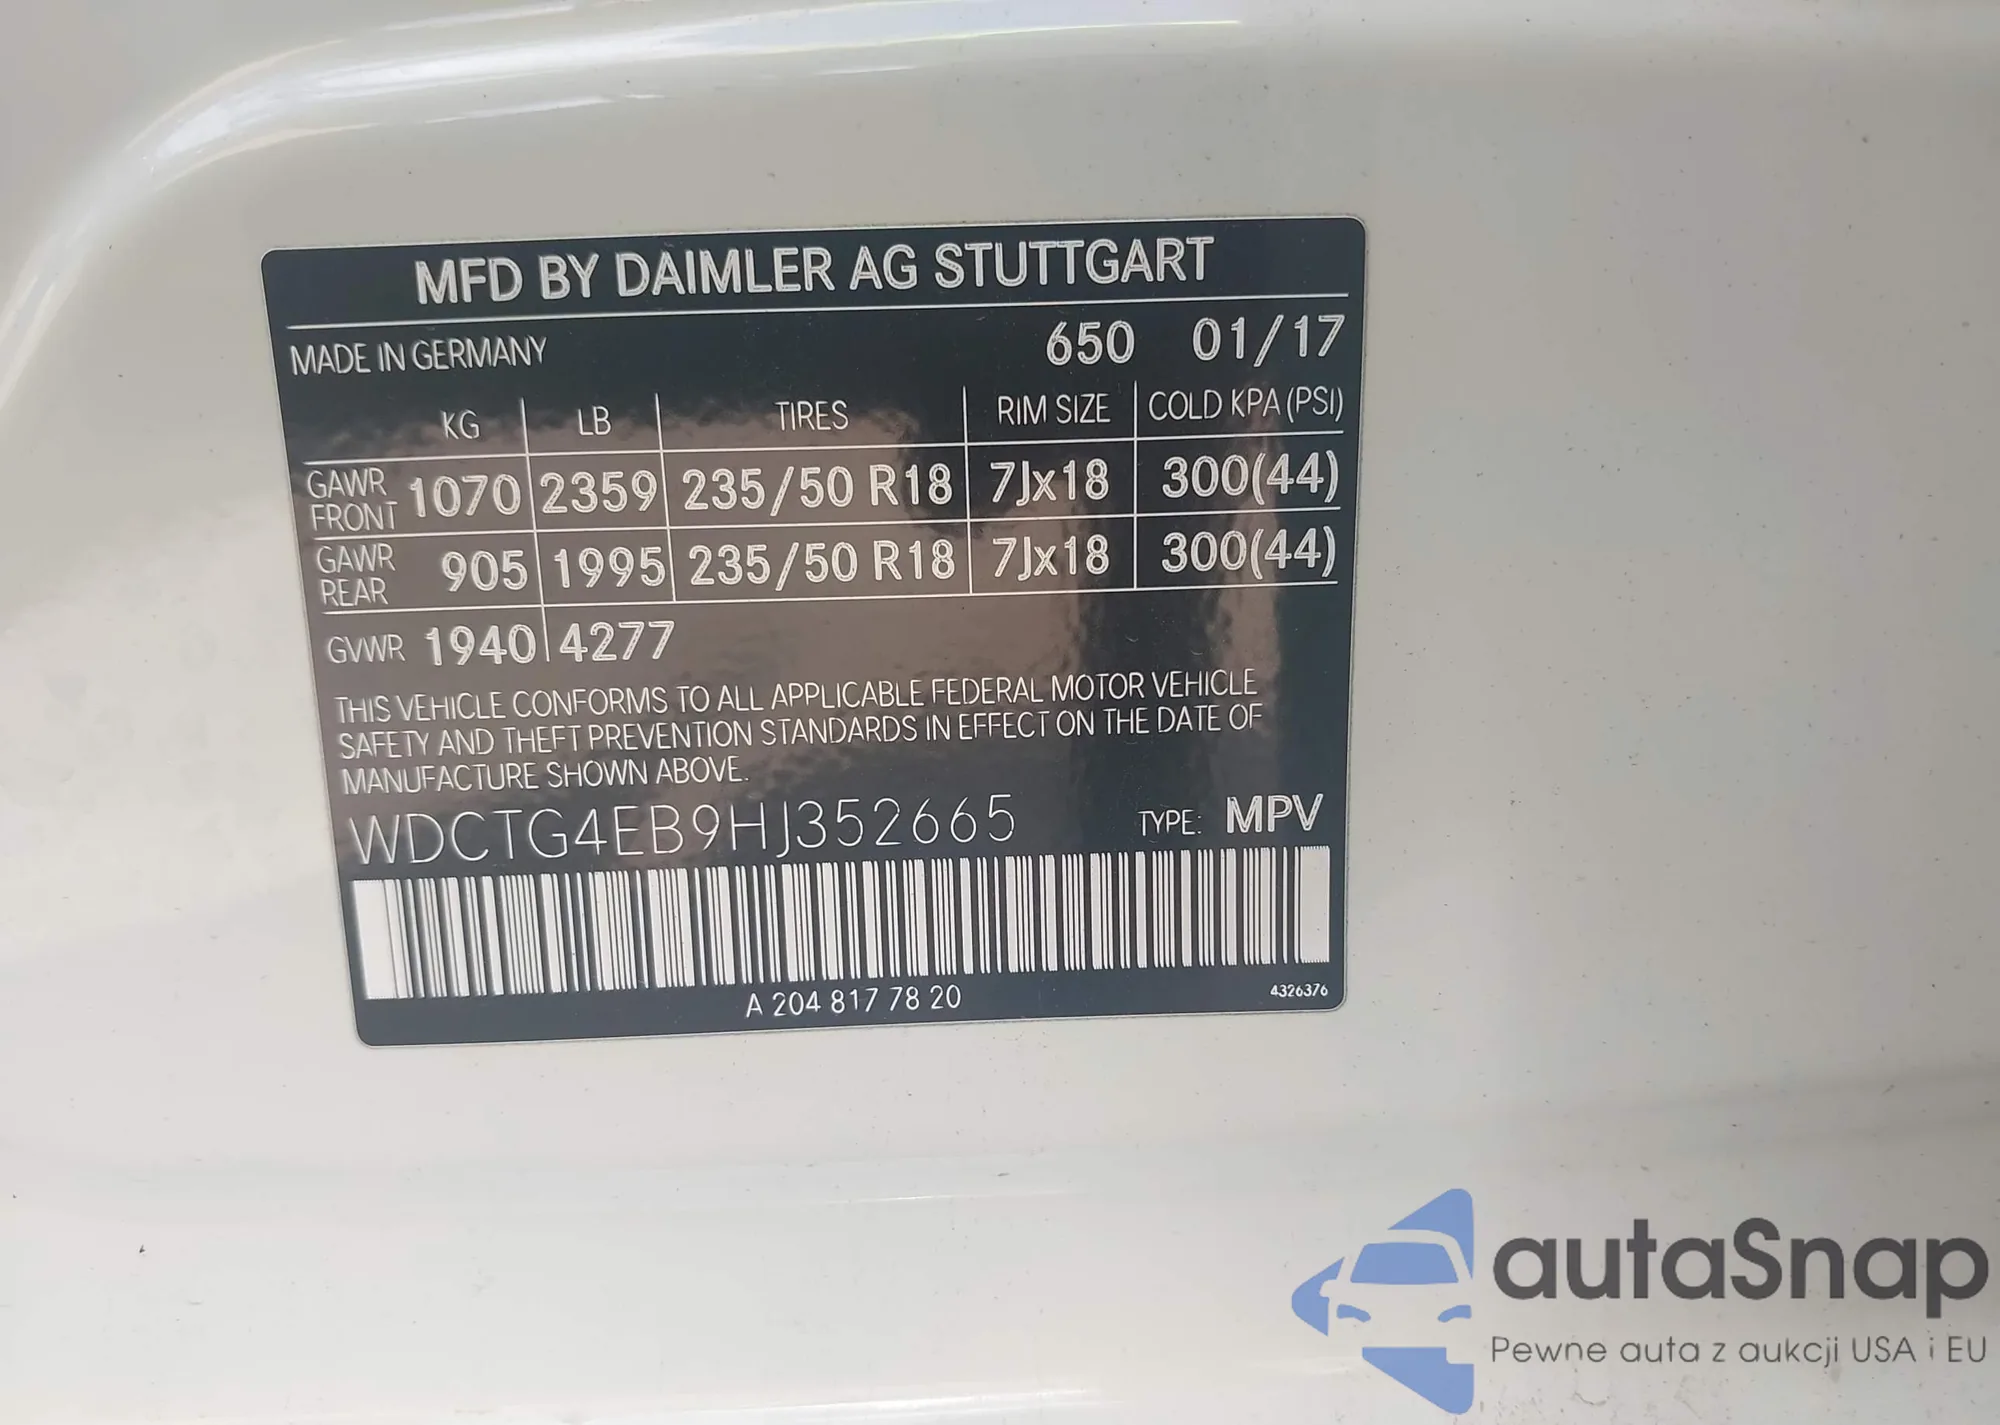 MFD BY DAIMLER AG STUTTGART
MADE IN GERMANY 650 01/17
KG LB TIRES RIM SIZE COLD KPA (PSI)
GAWR FRONT 1070 2359 235/50 R18 7Jx18 300(44)
GAWR REAR 905 1995 235/50 R18 7Jx18 300(44)
GVWR 1940 4277
THIS VEHICLE CONFORMS TO ALL APPLICABLE FEDERAL MOTOR VEHICLE
SAFETY AND THEFT PREVENTION STANDARDS IN EFFECT ON THE DATE OF
MANUFACTURE SHOWN ABOVE.
WDCTG4EB9HJ352665 TYPE: MPV
A 204 817 78 20 4326376
autaSnap
Pewne auta z aukcji USA i EU